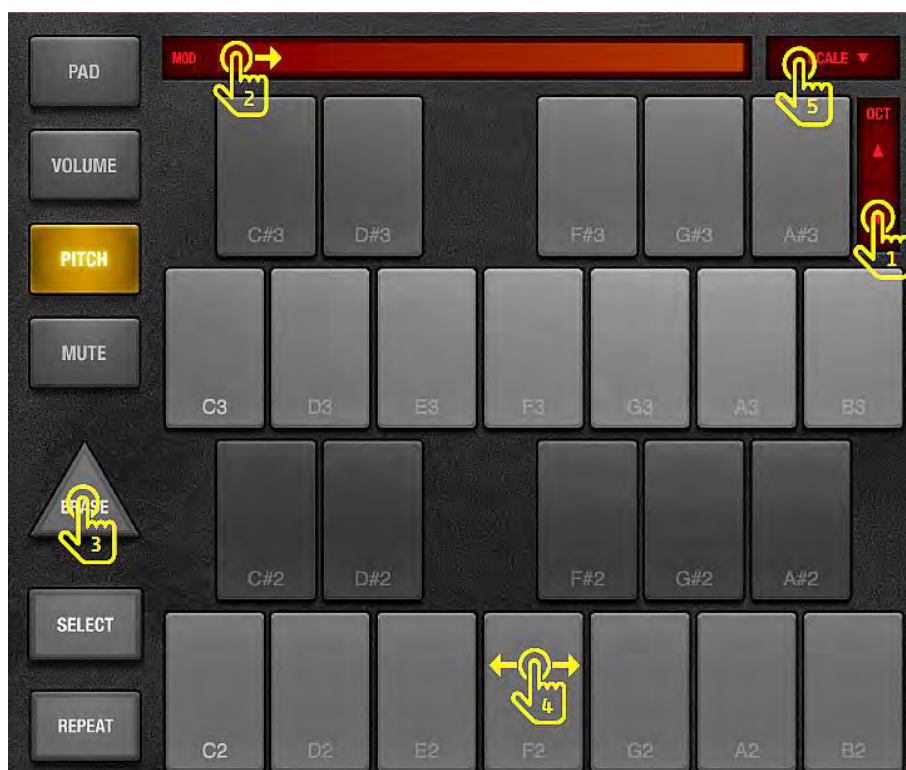 PAD
MOD
2
SCALE ▼
5
VOLUME
OCT
▲
C#3
D#3
F#3
G#3
A#3
1
PITCH
MUTE
C3
D3
E3
F3
G3
A3
B3
ERASE
3
C#2
D#2
F#2
G#2
A#2
SELECT
4
REPEAT
C2
D2
E2
F2
G2
A2
B2